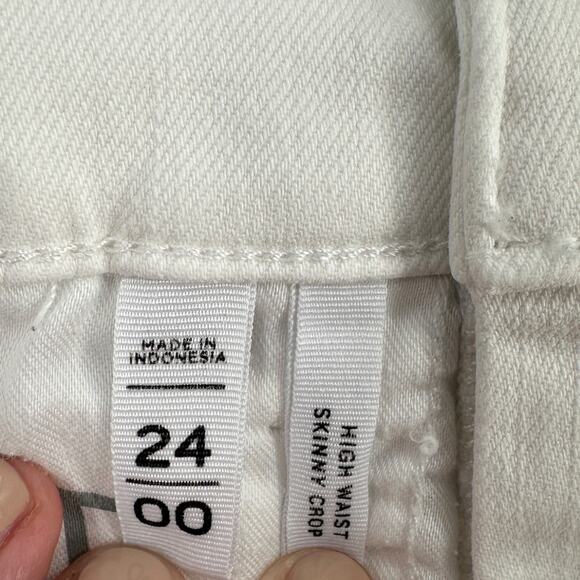 MADE IN
INDONESIA
24
00
HIGH WAIST
SKINNY CROP